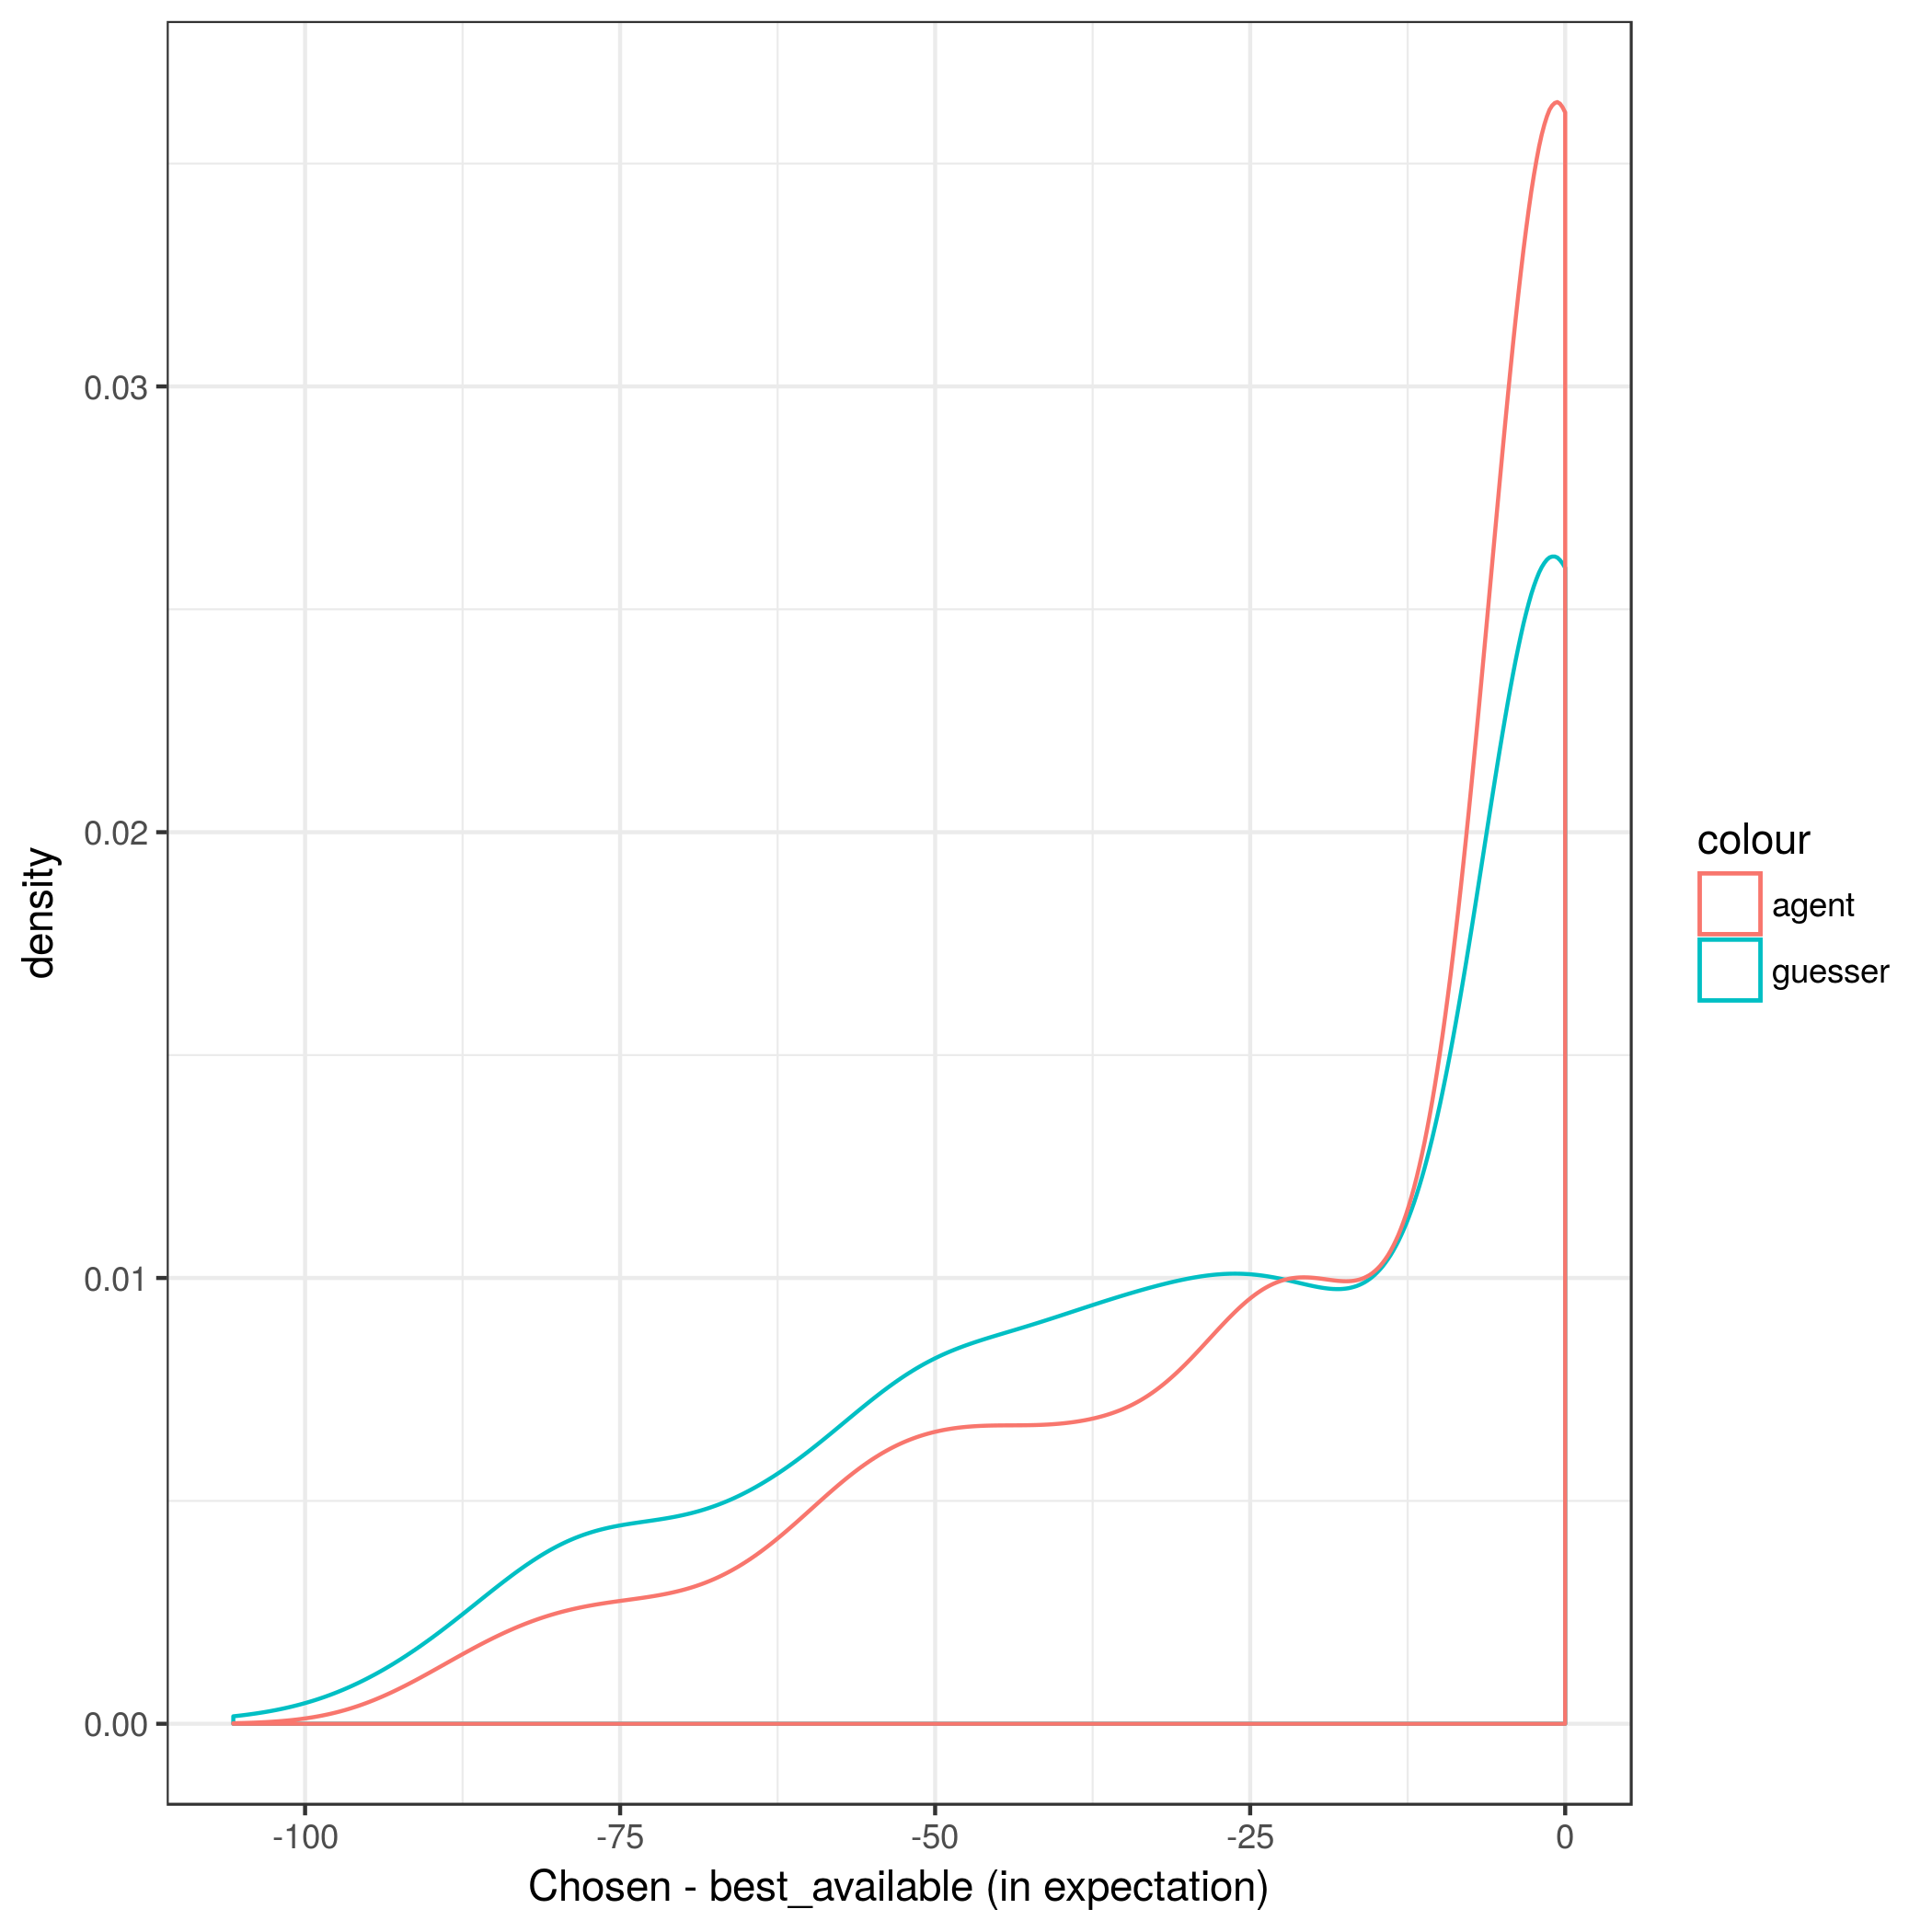 0.03
0.02
0.01
0.00
density
-100
-75
-50
-25
0
Chosen - best_available (in expectation)
colour
agent
guesser